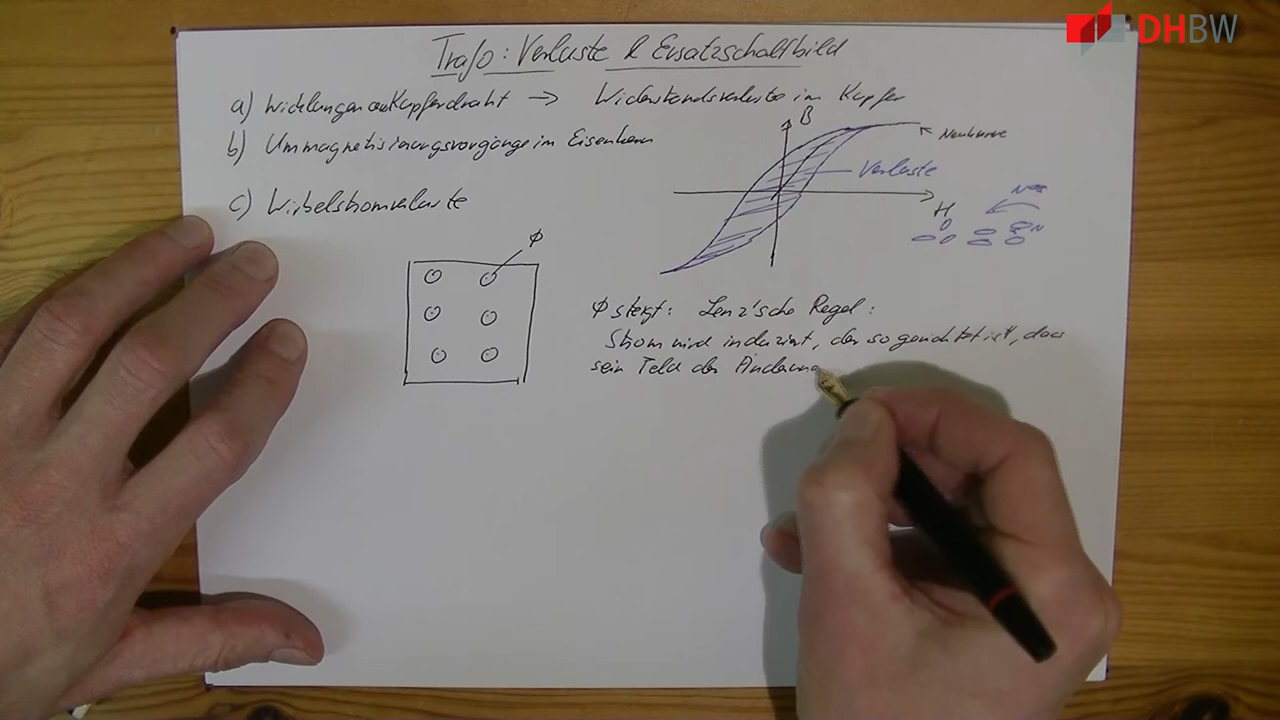 DHBW
Trafo: Verluste & Ersatzschaltbild
a) Wicklungen aus Kupferdraht → Widerstandsverluste im Kupfer
b) Ummagnetisierungsvorgänge im Eisenkern
B
Neukurve
Verluste
H
c) Wirbelstromverluste
Φ
Φ steigt: Lenz'sche Regel:
Strom wird induziert, der so gerichtet ist, dass
sein Feld der Änderung